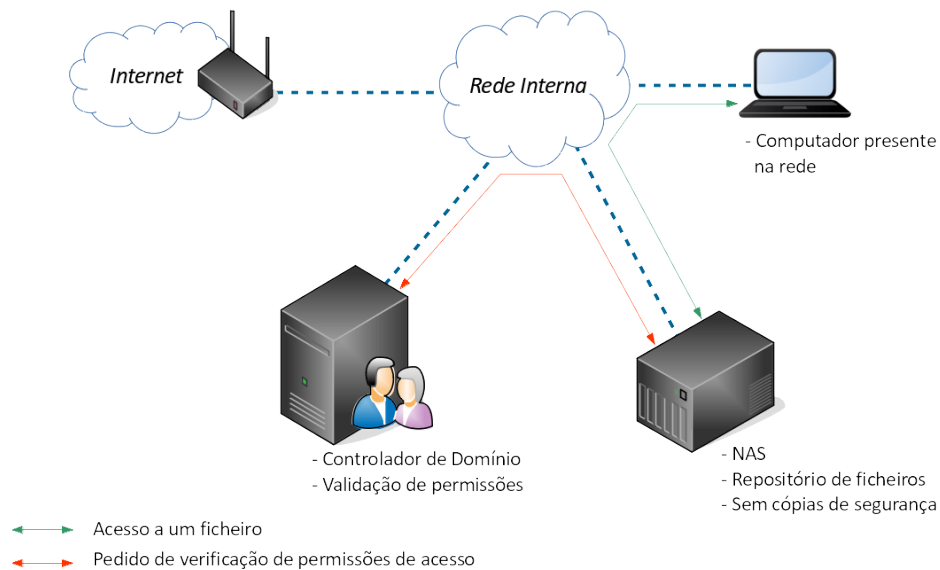 Internet
Rede Interna
- Computador presente
na rede
- Controlador de Domínio
- Validação de permissões
- NAS
- Repositório de ficheiros
- Sem cópias de segurança
Acesso a um ficheiro
Pedido de verificação de permissões de acesso